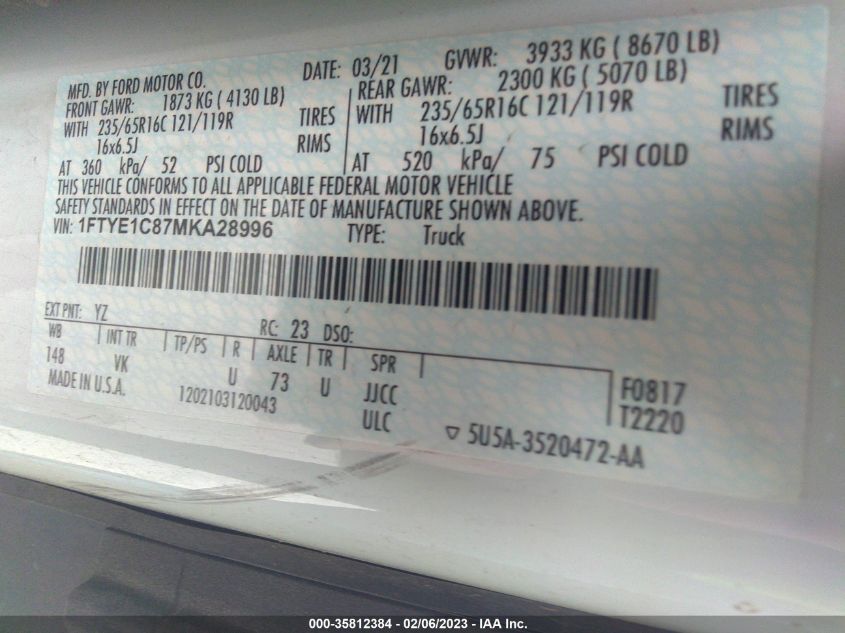 MFD. BY FORD MOTOR CO.
DATE: 03/21
GVWR: 3933 KG ( 8670 LB)
FRONT GAWR: 1873 KG ( 4130 LB)
REAR GAWR: 2300 KG ( 5070 LB)
WITH 235/65R16C 121/119R TIRES
WITH 235/65R16C 121/119R TIRES
16x6.5J RIMS
16x6.5J RIMS
AT 360 kPa/ 52 PSI COLD
AT 520 kPa/ 75 PSI COLD
THIS VEHICLE CONFORMS TO ALL APPLICABLE FEDERAL MOTOR VEHICLE
SAFETY STANDARDS IN EFFECT ON THE DATE OF MANUFACTURE SHOWN ABOVE.
VIN: 1FTYE1C87MKA28996 TYPE: Truck
EXT PNT: YZ RC: 23 DSO:
WB INT TR TP/PS R AXLE TR SPR
148 VK U 73 U JJCC F0817
MADE IN U.S.A. 1202103120043 ULC T2220
5U5A-3520472-AA
000-35812384 - 02/06/2023 - IAA Inc.